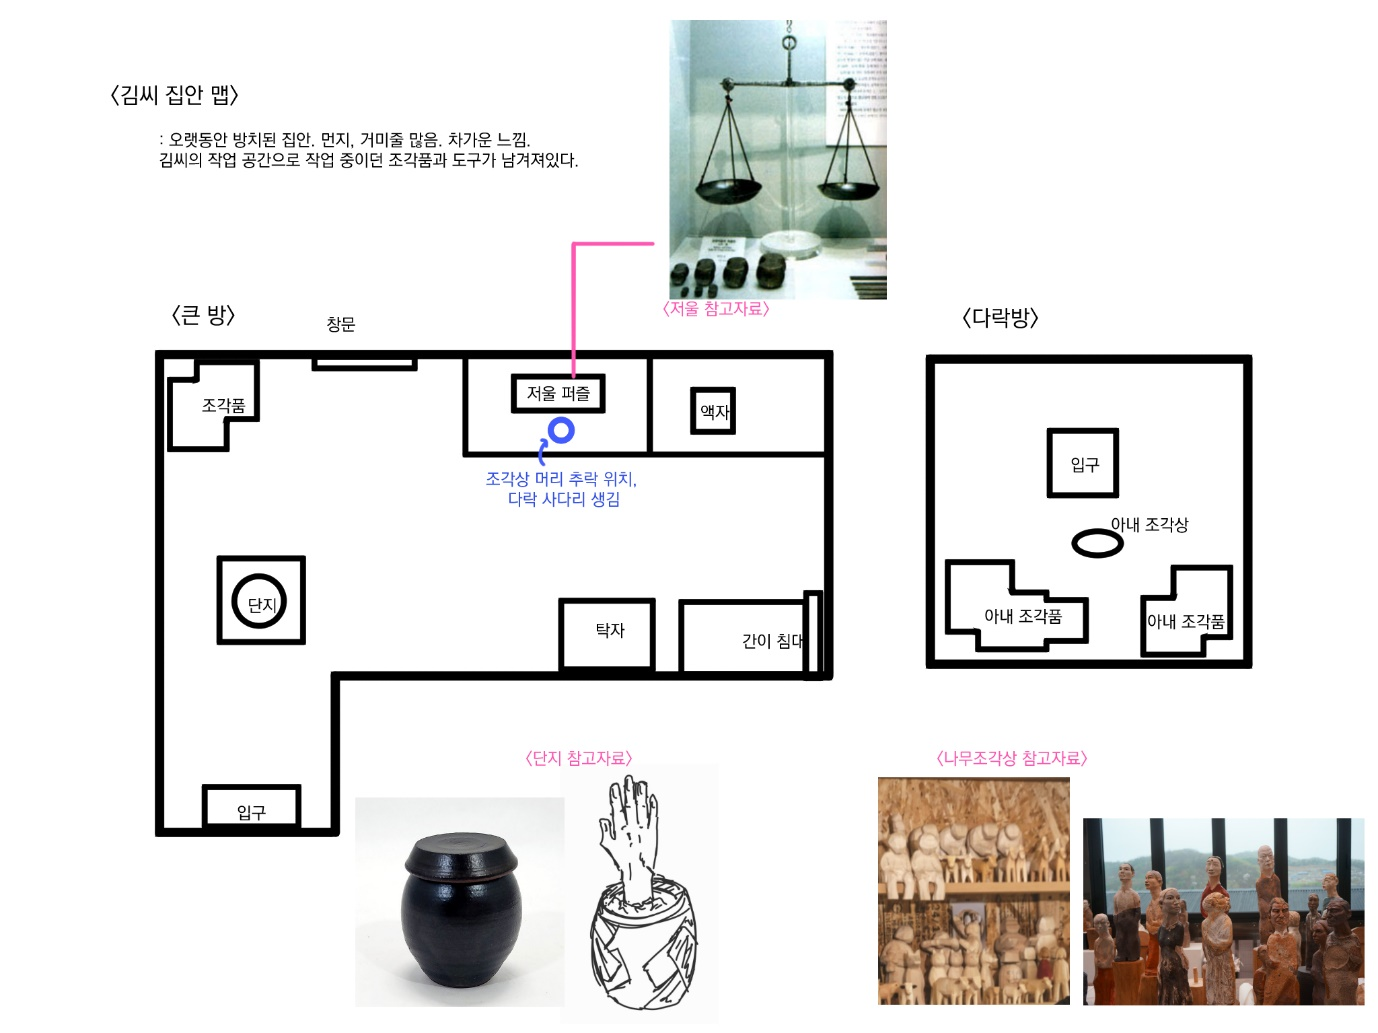 <김씨 집안 맵>
: 오랫동안 방치된 집안. 먼지, 거미줄 많음. 차가운 느낌.
김씨의 작업 공간으로 작업 중이던 조각품과 도구가 남겨져있다.
<저울 참고자료>
<큰 방>
창문
조각품
저울 퍼즐
액자
조각상 머리 추락 위치,
다락 사다리 생김
단지
탁자
간이 침대
입구
<다락방>
입구
아내 조각상
아내 조각품
아내 조각품
<단지 참고자료>
<나무조각상 참고자료>